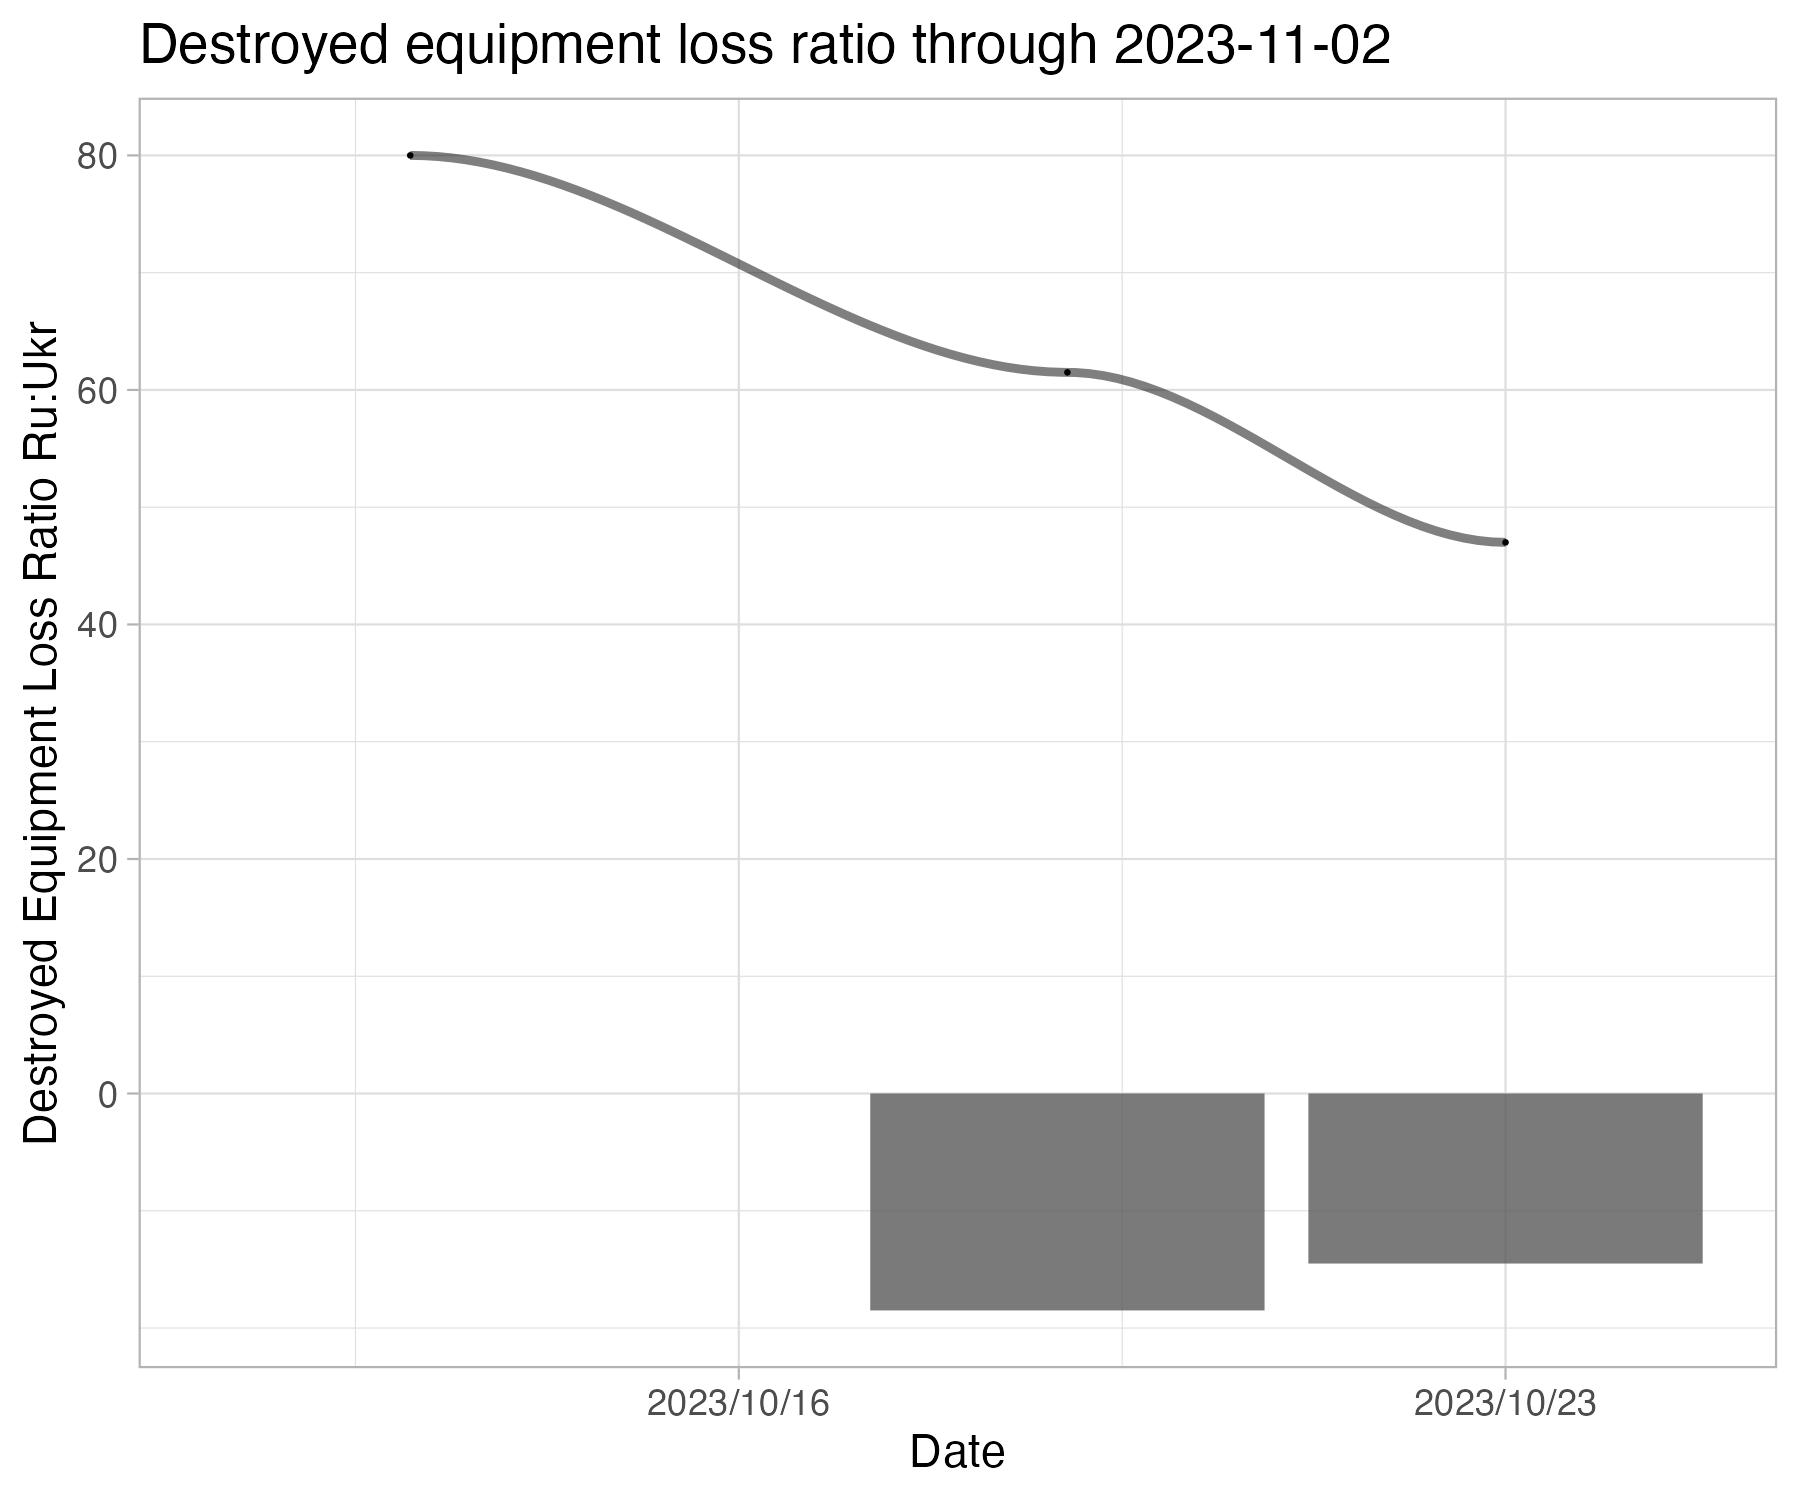 Destroyed equipment loss ratio through 2023-11-02
Destroyed Equipment Loss Ratio Ru:Ukr
80
60
40
20
0
2023/10/16
2023/10/23
Date